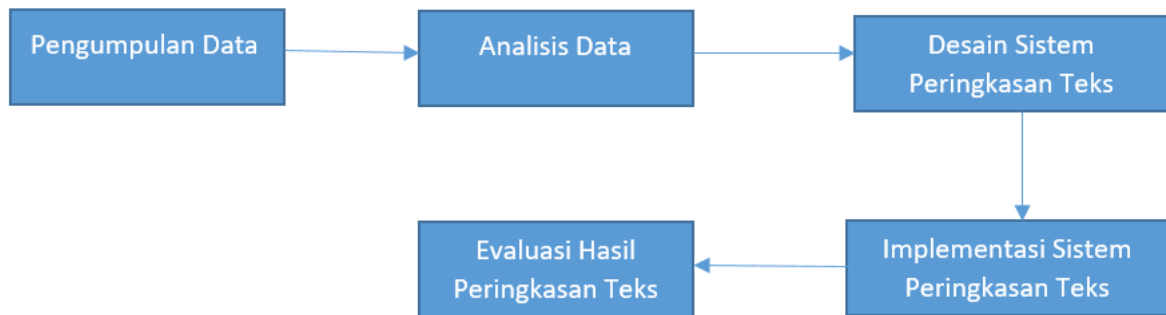 Pengumpulan Data
Analisis Data
Desain Sistem
Peringkasan Teks
Implementasi Sistem
Peringkasan Teks
Evaluasi Hasil
Peringkasan Teks